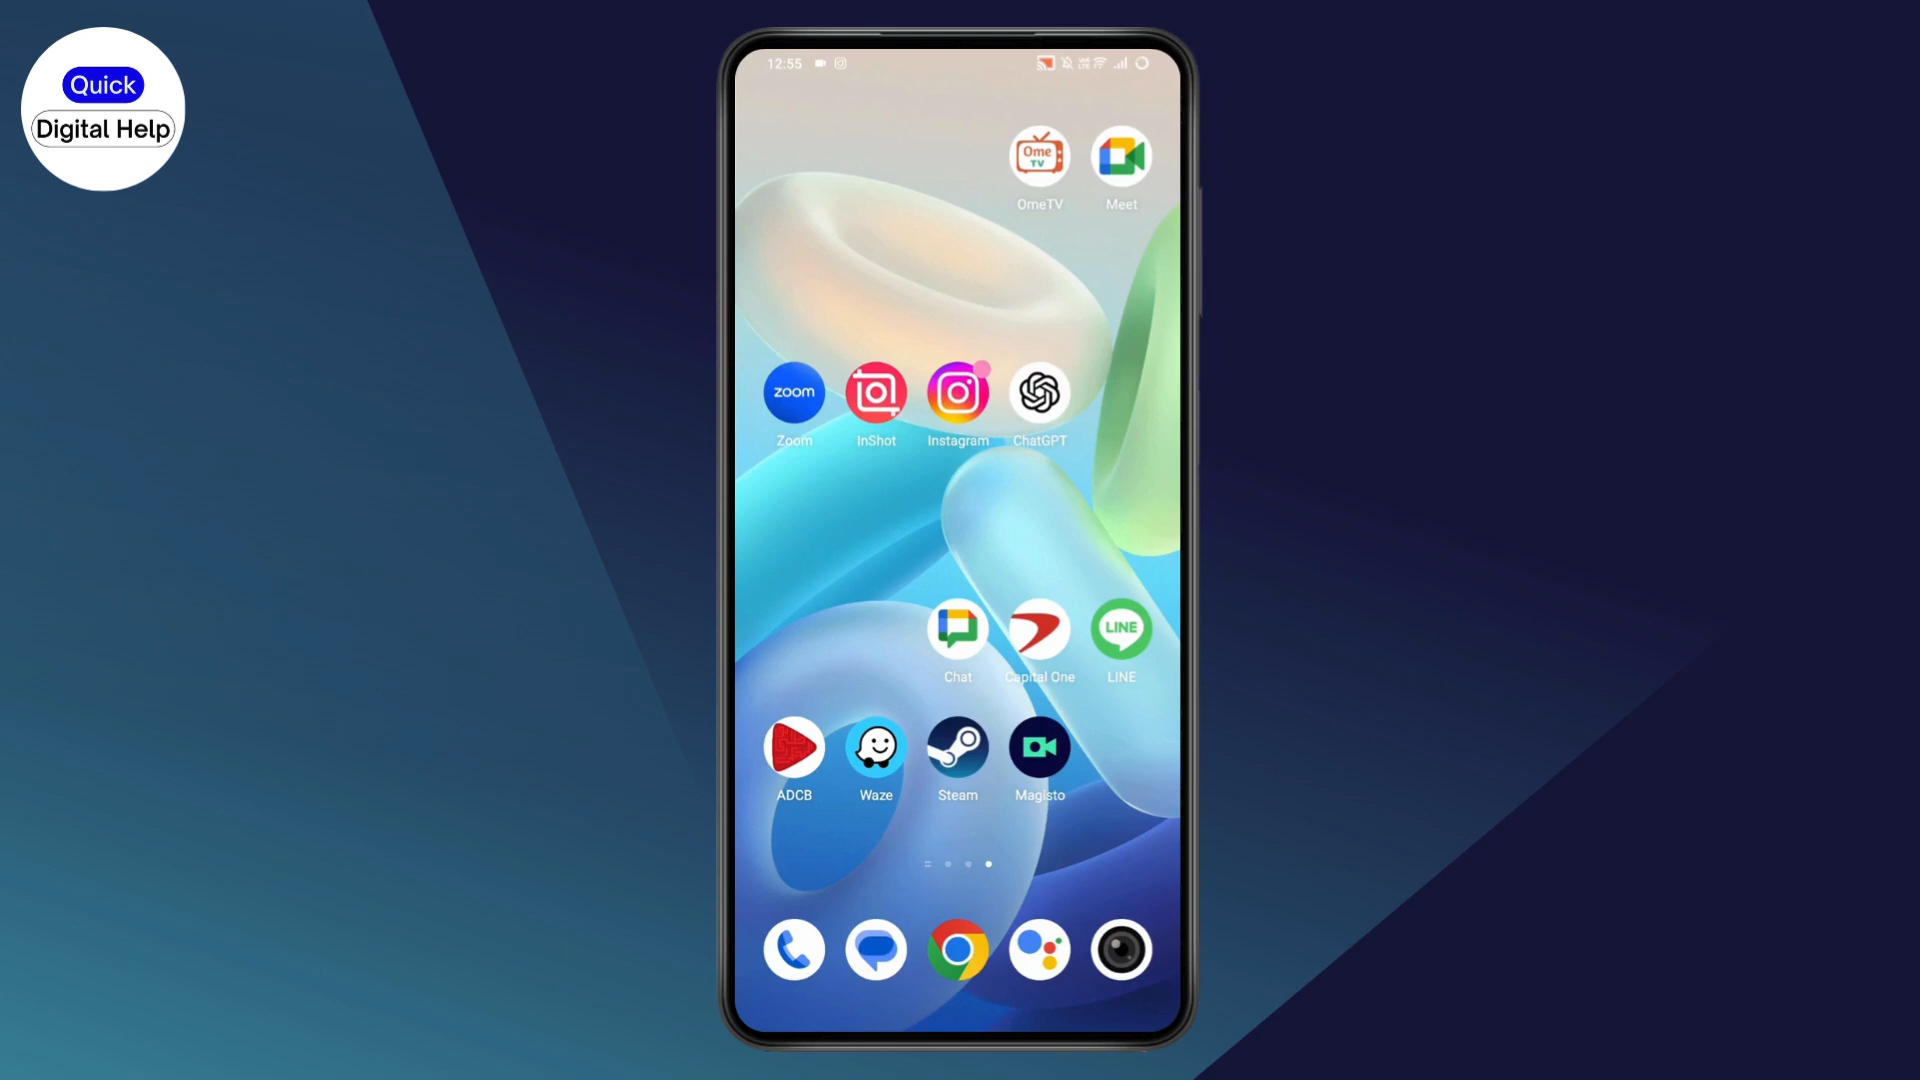 Quick
Digital Help
12:55
Ome
TV
OmeTV
Meet
zoom
Zoom
InShot
Instagram
ChatGPT
LINE
Chat
Capital One
LINE
ADCB
Waze
Steam
Magisto